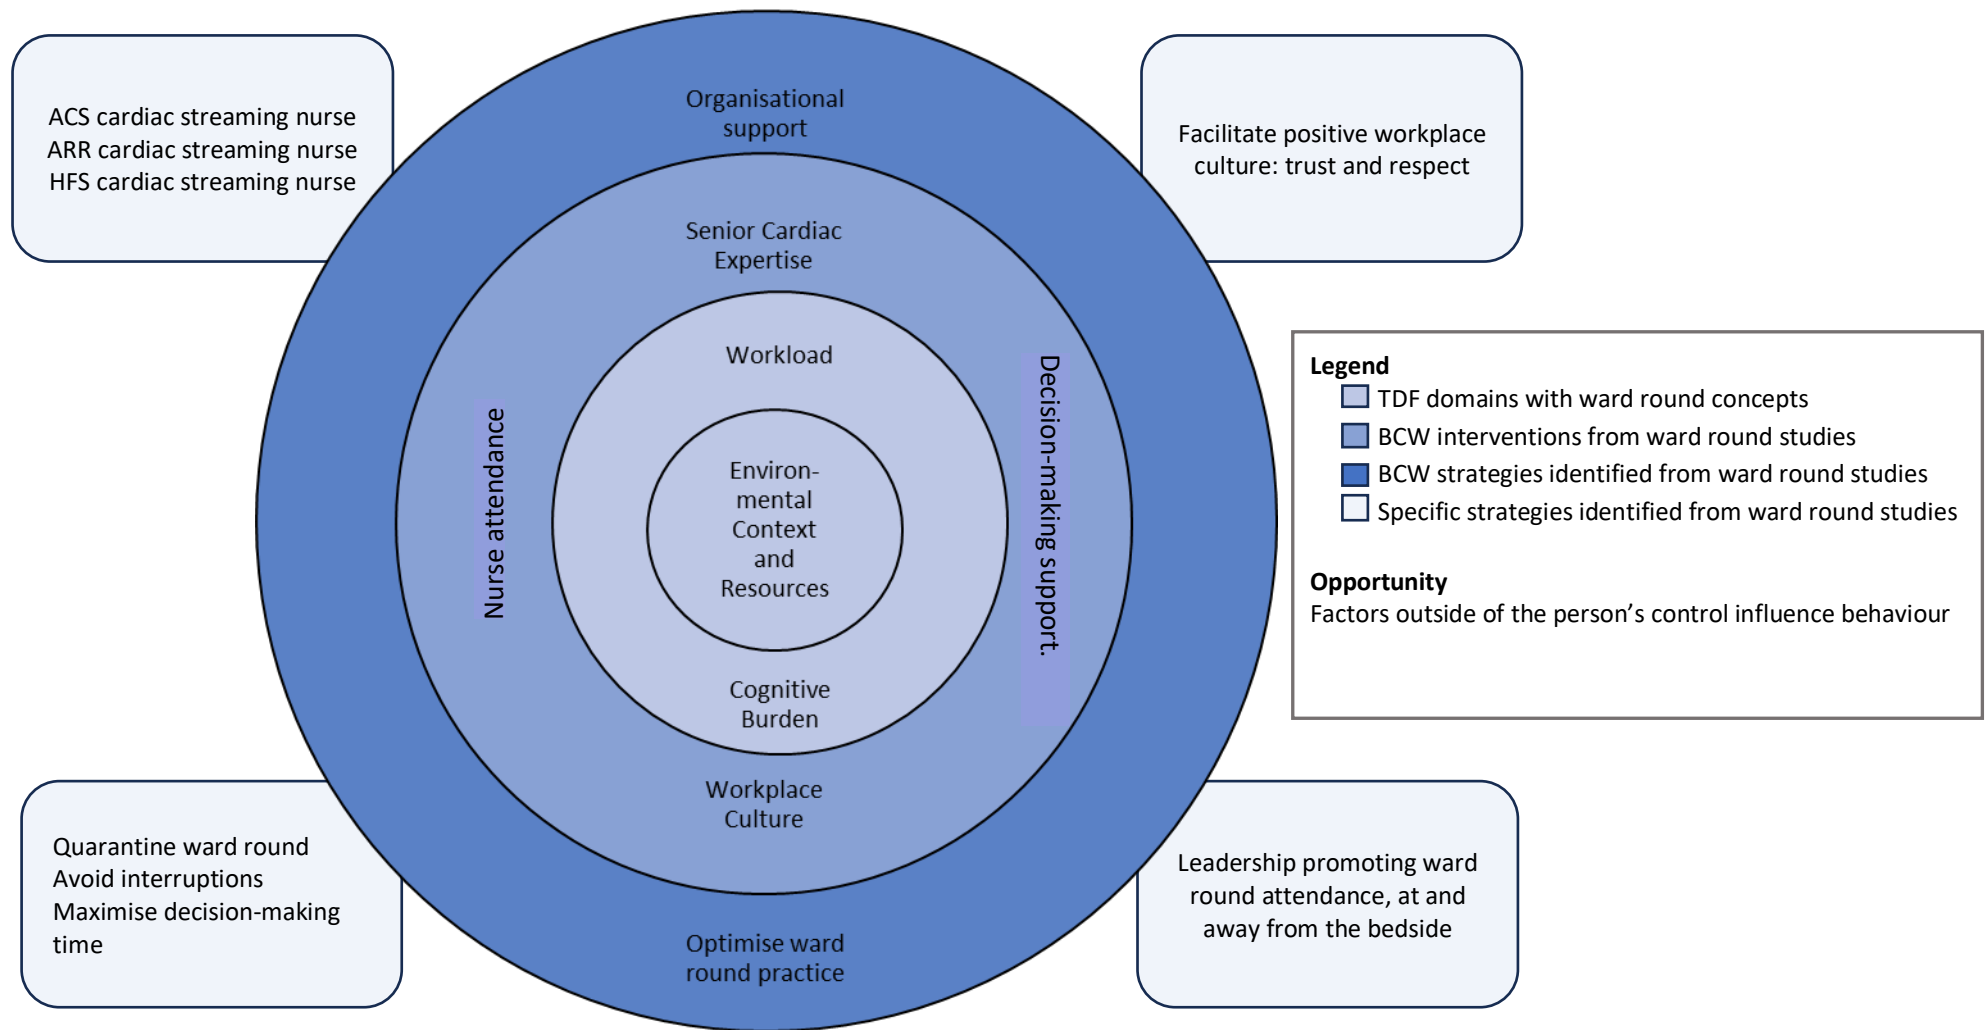 ACS cardiac streaming nurse
ARR cardiac streaming nurse
HFS cardiac streaming nurse
Organisational
support
Facilitate positive workplace
culture: trust and respect
Senior Cardiac
Expertise
Workload
Nurse attendance
Environ-
mental
Context
and
Resources
Decision-making support.
Cognitive
Burden
Workplace
Culture
Legend
TDF domains with ward round concepts
BCW interventions from ward round studies
BCW strategies identified from ward round studies
Specific strategies identified from ward round studies
Opportunity
Factors outside of the person’s control influence behaviour
Quarantine ward round
Avoid interruptions
Maximise decision-making
time
Optimise ward
round practice
Leadership promoting ward
round attendance, at and
away from the bedside